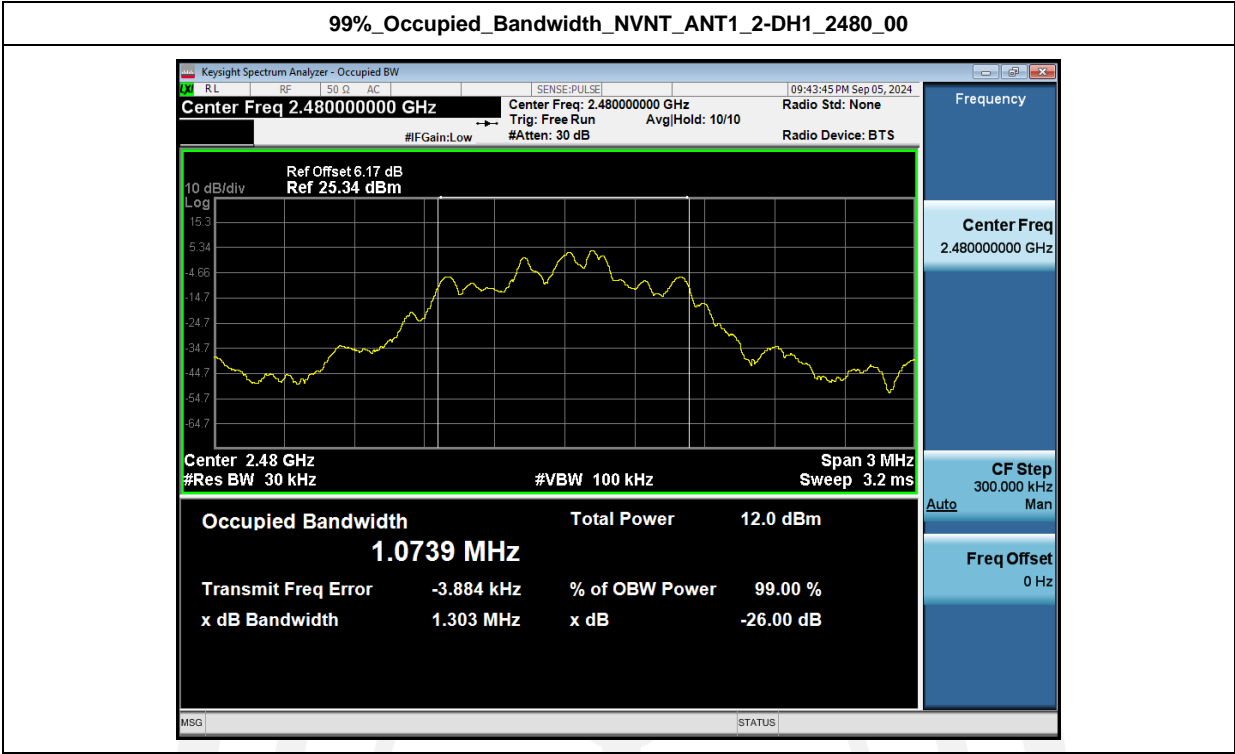 99%_Occupied_Bandwidth_NVNT_ANT1_2-DH1_2480_00
Keysight Spectrum Analyzer - Occupied BW
LXI RL RF 50 Ω AC SENSE:PULSE 09:43:45 PM Sep 05, 2024
Center Freq 2.480000000 GHz
Center Freq: 2.480000000 GHz Radio Std: None
Trig: Free Run Avg|Hold: 10/10
#IFGain:Low #Atten: 30 dB Radio Device: BTS
Ref Offset 6.17 dB
10 dB/div Ref 25.34 dBm
Log
15.3
5.34
-4.66
-14.7
-24.7
-34.7
-44.7
-54.7
-64.7
Center 2.48 GHz Span 3 MHz
#Res BW 30 kHz #VBW 100 kHz Sweep 3.2 ms
Occupied Bandwidth Total Power 12.0 dBm
1.0739 MHz
Transmit Freq Error -3.884 kHz % of OBW Power 99.00 %
x dB Bandwidth 1.303 MHz x dB -26.00 dB
Frequency
Center Freq
2.480000000 GHz
CF Step
300.000 kHz
Auto Man
Freq Offset
0 Hz
MSG STATUS